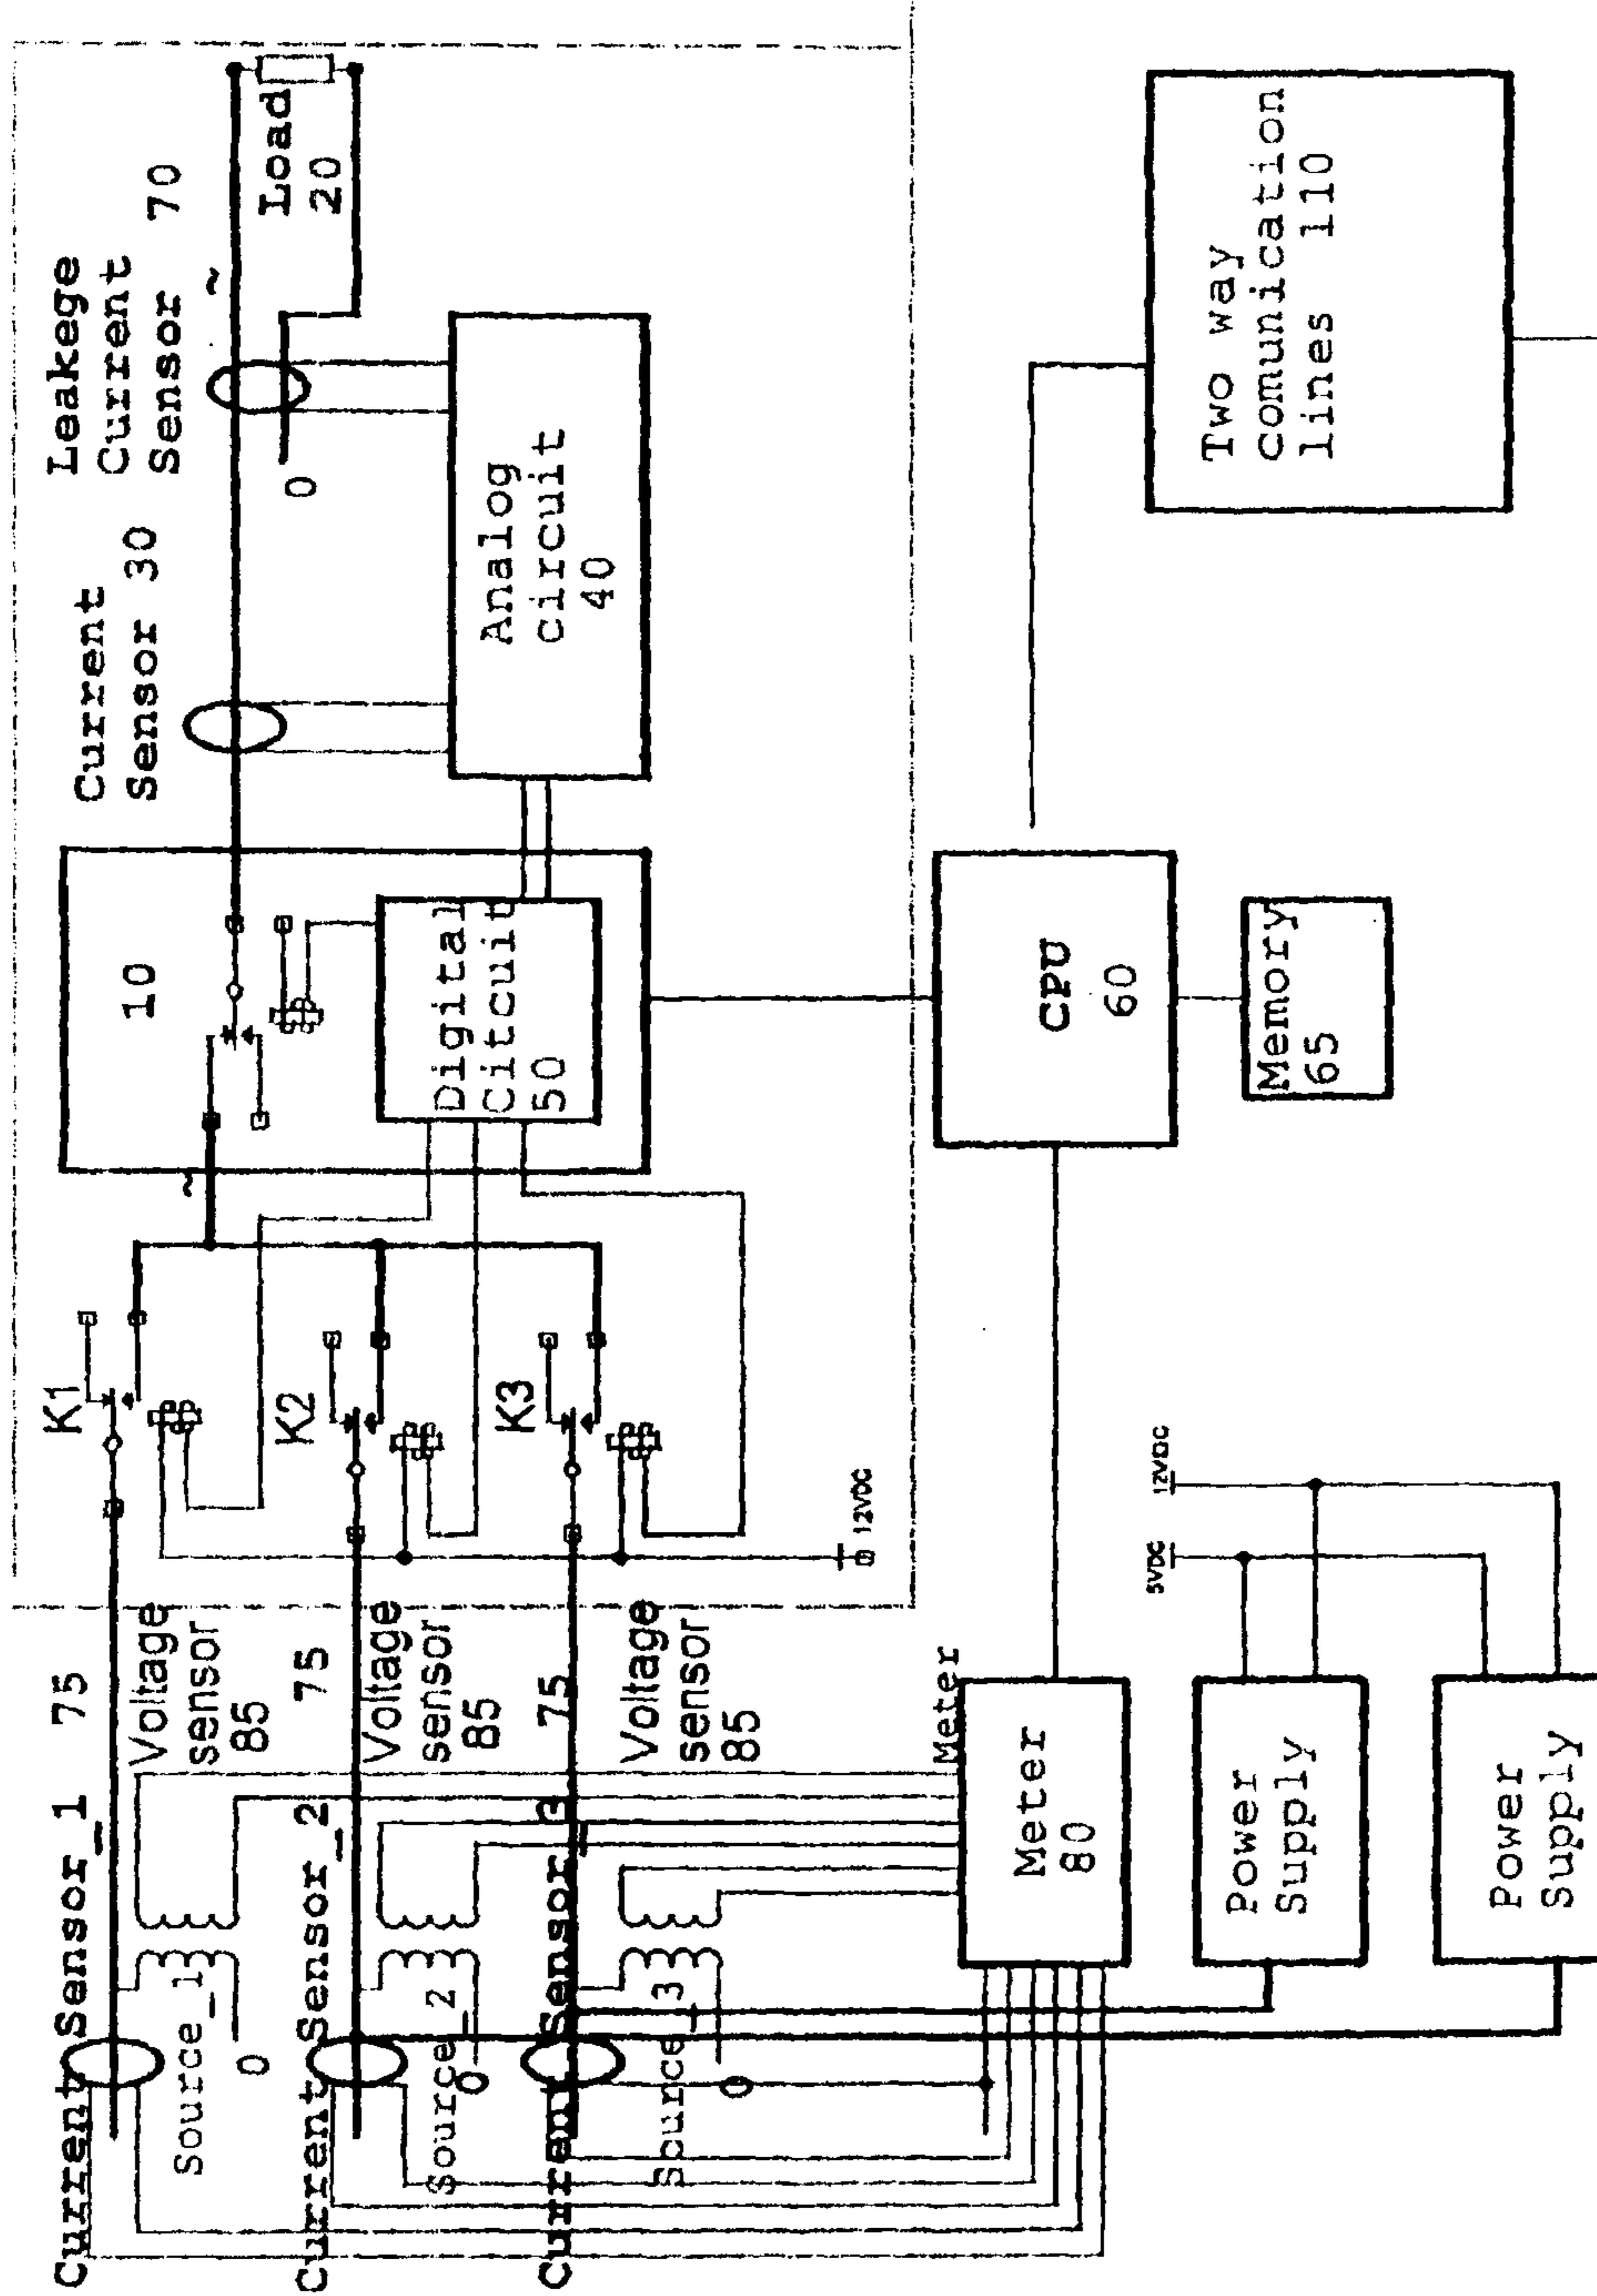 Current Sensor_1 75
Voltage
sensor
85
Source_1
0
K1
10
Current
Sensor 30
Leakege
Current
Sensor 70
~
~
Load
20
0
Current Sensor_2 75
Voltage
sensor
85
Source_2
0
K2
Digital
Citcuit
50
Analog
circuit
40
Current Sensor_3 75
Voltage
sensor
85
Source_3
0
K3
12VDC
Meter
Meter
80
CPU
60
Memory
65
Two way
comunication
lines 110
5VDC
12VDC
Power
Supply
Power
Supply